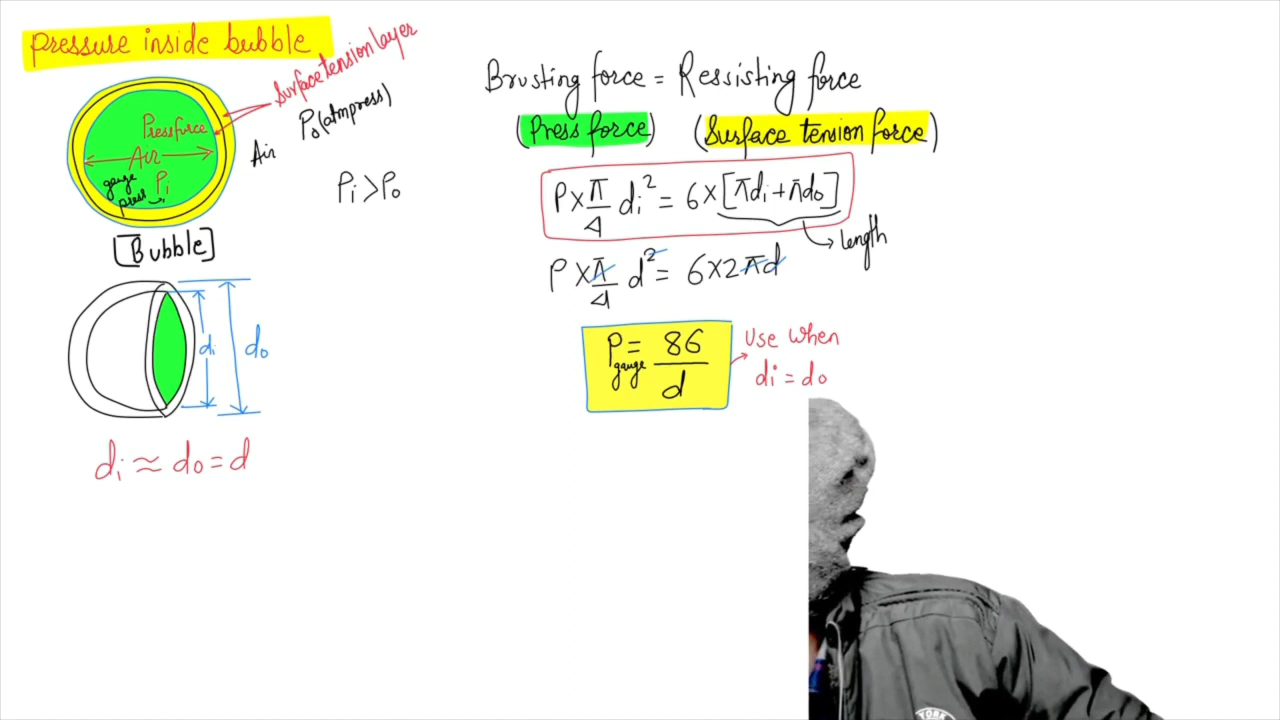 Pressure inside bubble
Surface tension layer
P₀ (atm press)
Air
Press force
Air
gauge press
Pi
Pi > P₀
[Bubble]
di
do
di ≈ do = d
Brusting force = Ressisting force
(Press force) (Surface tension force)
P × π/4 di² = 6 × [πdi + πdo]
length
P × π/4 d² = 6 × 2πd
P gauge = 86/d
Use when
di = do
YORK